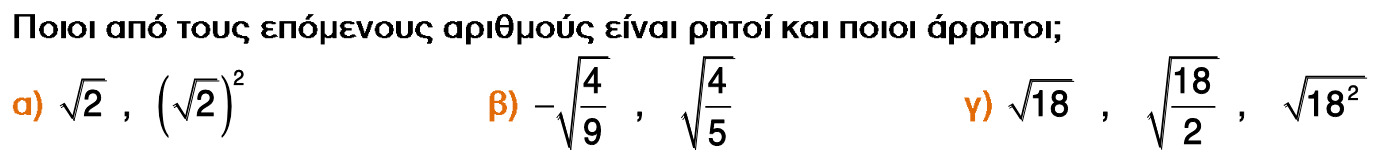 Ποιοι από τους επόμενους αριθμούς είναι ρητοί και ποιοι άρρητοι;
α) √2 , (√2)² β) −√(4/9) , √(4/5) γ) √18 , √(18/2) , √18²